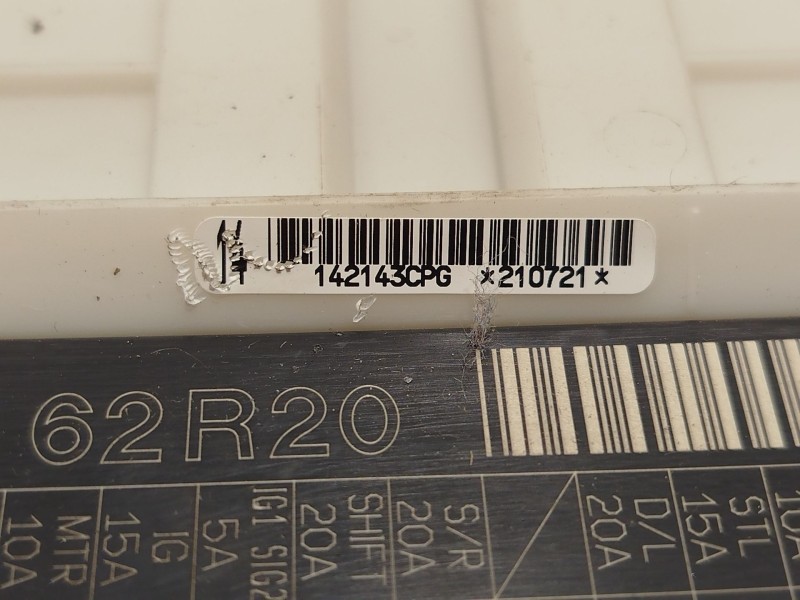 142143CPG *210721*
62R20
MTR 10A
IG 15A
IG1 SIG2 5A
SHIFT 20A
S/R 20A
D/L 20A
STL 15A
10A